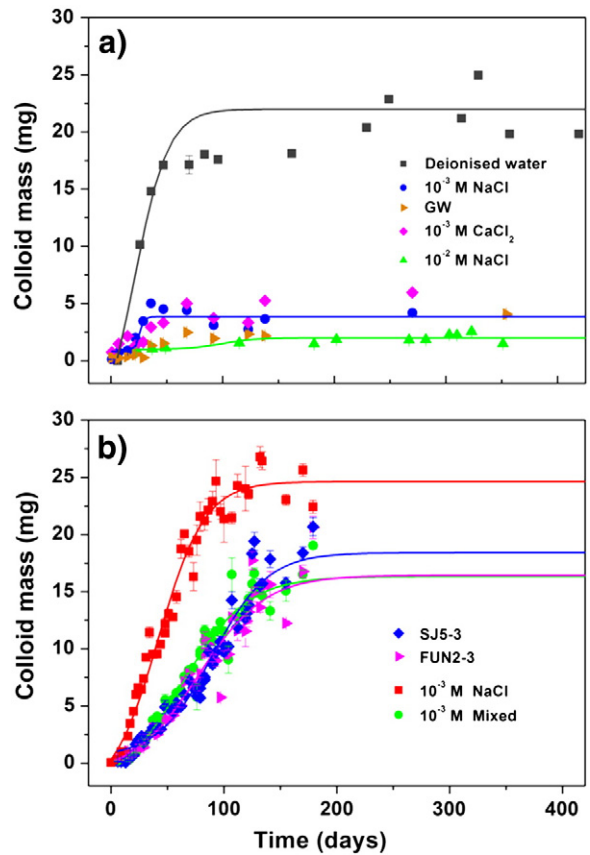 a)
30
25
20
15
10
5
0
Colloid mass (mg)
Deionised water
10⁻³ M NaCl
GW
10⁻³ M CaCl₂
10⁻² M NaCl
b)
30
25
20
15
10
5
0
Colloid mass (mg)
SJ5-3
FUN2-3
10⁻³ M NaCl
10⁻³ M Mixed
0 100 200 300 400
Time (days)